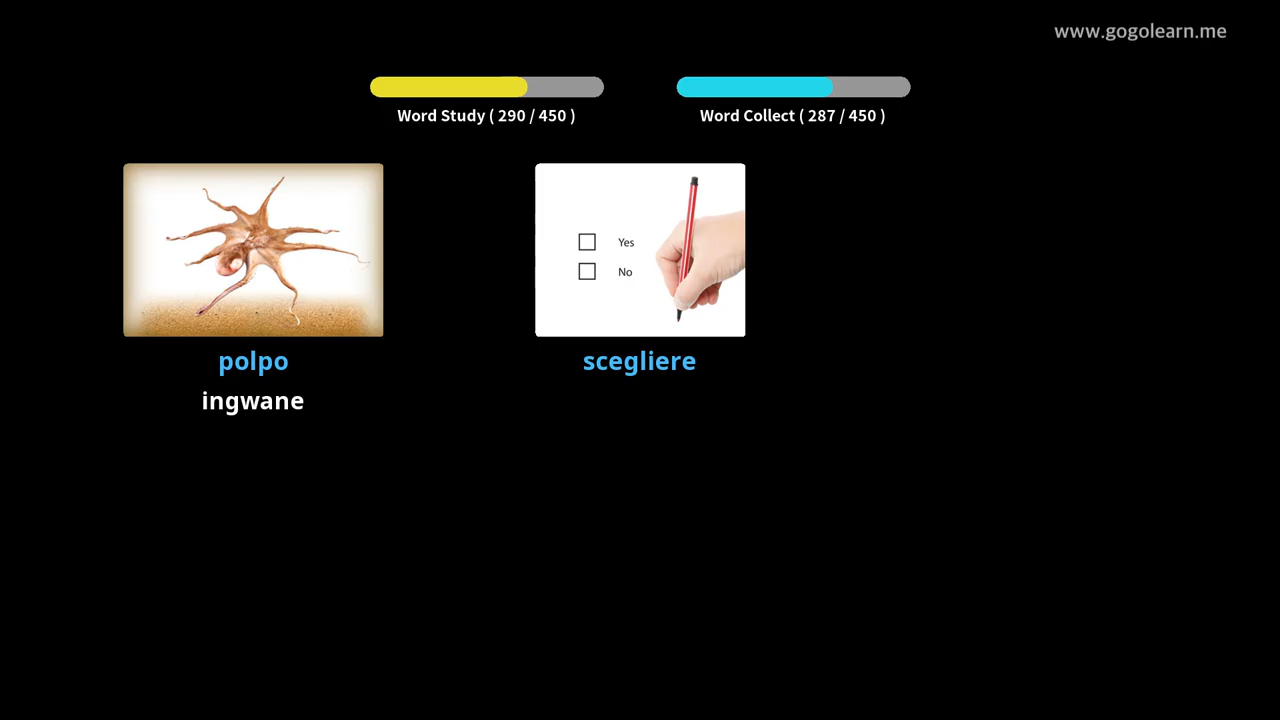 www.gogolearn.me
Word Study ( 290 / 450 )
Word Collect ( 287 / 450 )
Yes
No
polpo
scegliere
ingwane